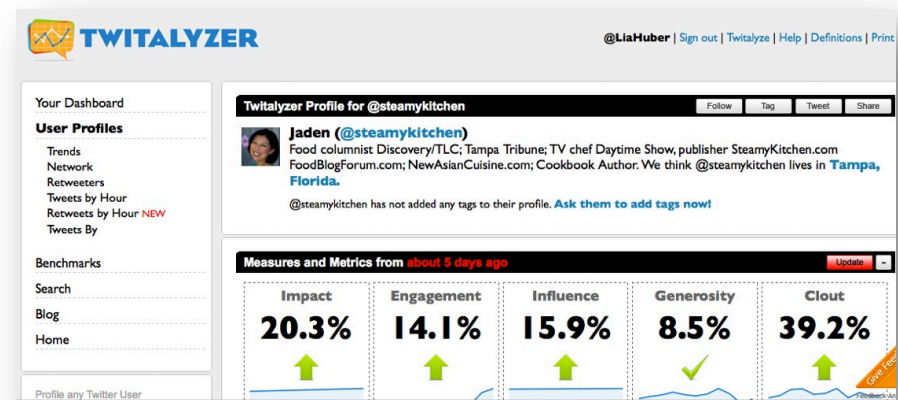 TWITALYZER
@LiaHuber | Sign out | Twitalyze | Help | Definitions | Print
Your Dashboard
User Profiles
Trends
Network
Retweeters
Tweets by Hour
Retweets by Hour NEW
Tweets By
Benchmarks
Search
Blog
Home
Profile any Twitter User
Twitalyzer Profile for @steamykitchen
Follow
Tag
Tweet
Share
Jaden (@steamykitchen)
Food columnist Discovery/TLC; Tampa Tribune; TV chef Daytime Show, publisher SteamyKitchen.com
FoodBlogForum.com; NewAsianCuisine.com; Cookbook Author. We think @steamykitchen lives in Tampa,
Florida.
@steamykitchen has not added any tags to their profile. Ask them to add tags now!
Measures and Metrics from about 5 days ago
Update
-
Impact
20.3%
Engagement
14.1%
Influence
15.9%
Generosity
8.5%
Clout
39.2%
Give